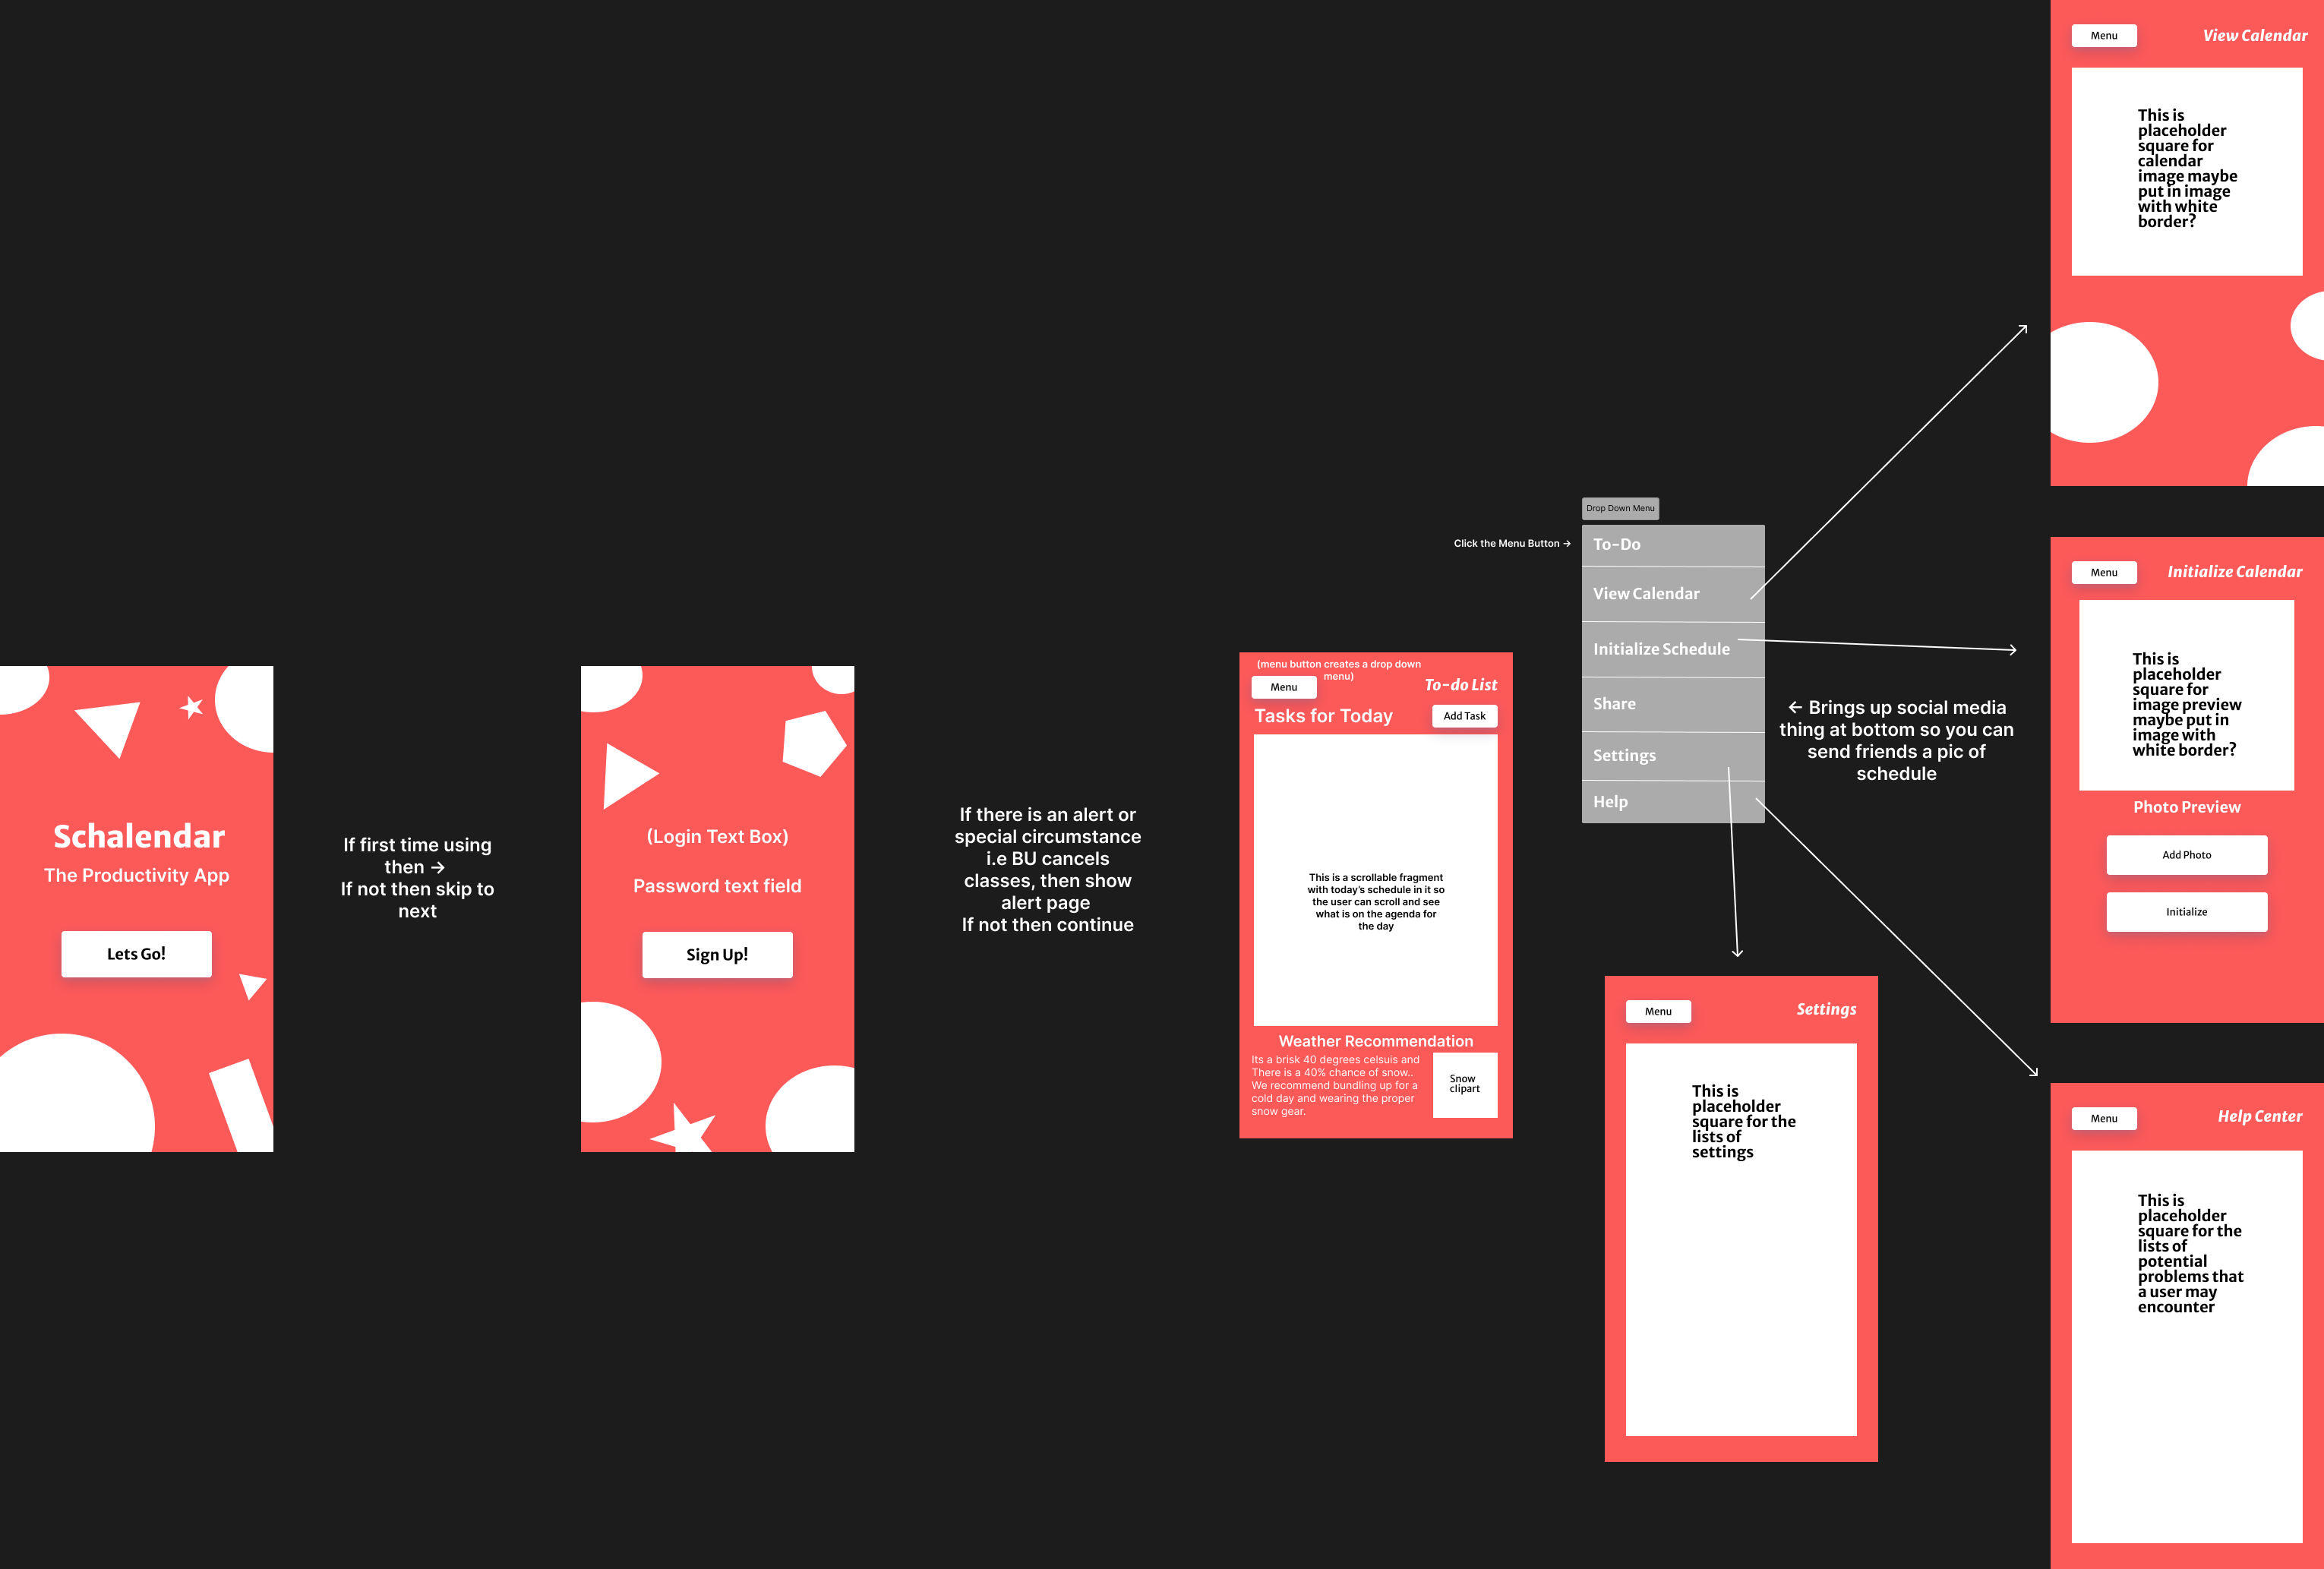 Schalendar
The Productivity App
Lets Go!
If first time using
then →
If not then skip to
next
(Login Text Box)
Password text field
Sign Up!
If there is an alert or
special circumstance
i.e BU cancels
classes, then show
alert page
If not then continue
(menu button creates a drop down
menu)
Menu
To-do List
Tasks for Today
Add Task
This is a scrollable fragment
with today's schedule in it so
the user can scroll and see
what is on the agenda for
the day
Weather Recommendation
Its a brisk 40 degrees celsuis and
There is a 40% chance of snow..
We recommend bundling up for a
cold day and wearing the proper
snow gear.
Snow
clipart
Click the Menu Button →
Drop Down Menu
To-Do
View Calendar
Initialize Schedule
Share
Settings
Help
← Brings up social media
thing at bottom so you can
send friends a pic of
schedule
Menu
Settings
This is
placeholder
square for the
lists of
settings
Menu
View Calendar
This is
placeholder
square for
calendar
image maybe
put in image
with white
border?
Menu
Initialize Calendar
This is
placeholder
square for
image preview
maybe put in
image with
white border?
Photo Preview
Add Photo
Initialize
Menu
Help Center
This is
placeholder
square for the
lists of
potential
problems that
a user may
encounter